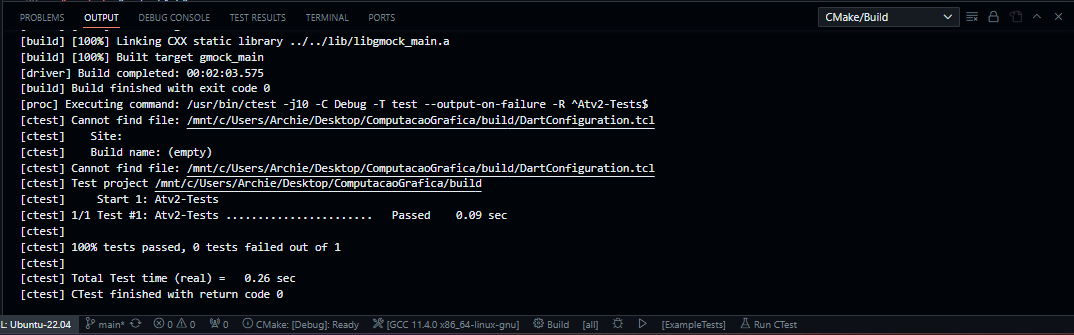 PROBLEMS OUTPUT DEBUG CONSOLE TEST RESULTS TERMINAL PORTS CMake/Build
[build] [100%] Linking CXX static library ../../lib/libgmock_main.a
[build] [100%] Built target gmock_main
[driver] Build completed: 00:02:03.575
[build] Build finished with exit code 0
[proc] Executing command: /usr/bin/ctest -j10 -C Debug -T test --output-on-failure -R ^Atv2-Tests$
[ctest] Cannot find file: /mnt/c/Users/Archie/Desktop/ComputacaoGrafica/build/DartConfiguration.tcl
[ctest]    Site:
[ctest]    Build name: (empty)
[ctest] Cannot find file: /mnt/c/Users/Archie/Desktop/ComputacaoGrafica/build/DartConfiguration.tcl
[ctest] Test project /mnt/c/Users/Archie/Desktop/ComputacaoGrafica/build
[ctest]     Start 1: Atv2-Tests
[ctest] 1/1 Test #1: Atv2-Tests .......................   Passed    0.09 sec
[ctest]
[ctest] 100% tests passed, 0 tests failed out of 1
[ctest]
[ctest] Total Test time (real) =   0.26 sec
[ctest] CTest finished with return code 0
L: Ubuntu-22.04 main* 0 0 0 CMake: [Debug]: Ready [GCC 11.4.0 x86_64-linux-gnu] Build [all] [ExampleTests] Run CTest